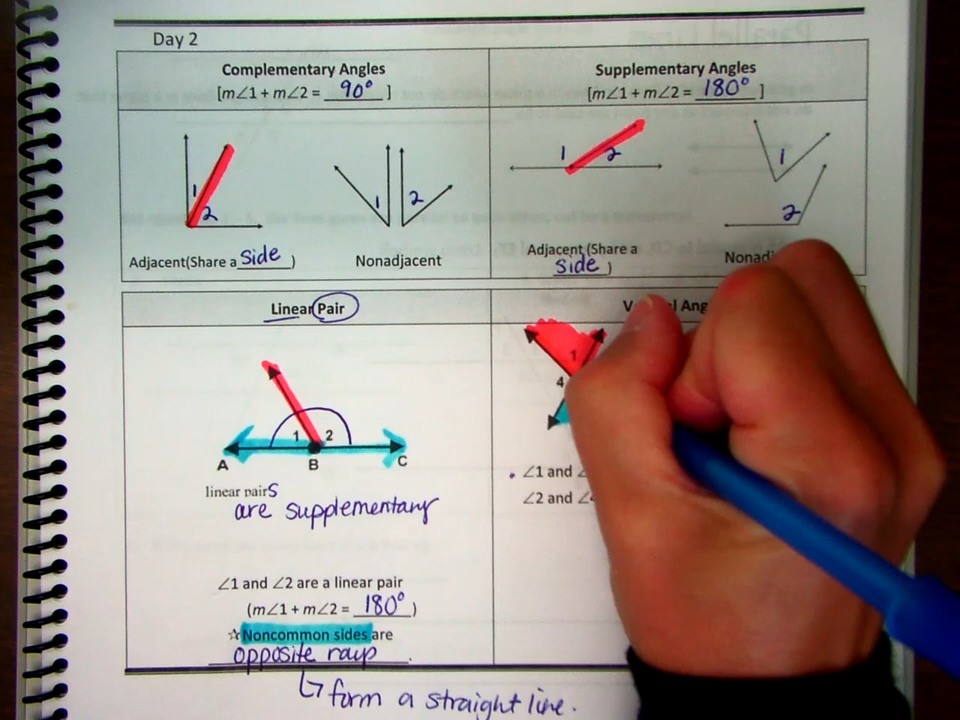 Day 2
Complementary Angles
[m∠1 + m∠2 = 90° ]
Supplementary Angles
[m∠1 + m∠2 = 180° ]
1
2
1
2
1
2
1
2
Adjacent(Share a side )
Nonadjacent
Adjacent (Share a
side )
Nonad
Linear Pair
V l Ang
1
2
A
B
C
1
4
linear pairs
are supplementary
∠1 and ∠
∠2 and ∠4
∠1 and ∠2 are a linear pair
(m∠1 + m∠2 = 180° )
☆Noncommon sides are
opposite rays.
↳ form a straight line.